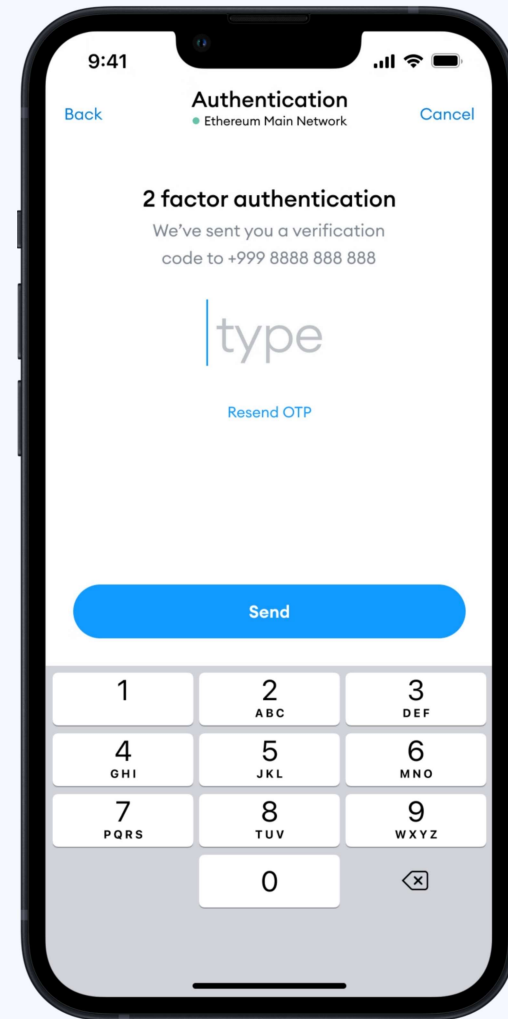 9:41
Back
Authentication
Cancel
Ethereum Main Network
2 factor authentication
We've sent you a verification
code to +999 8888 888 888
type
Resend OTP
Send
1
2
ABC
3
DEF
4
GHI
5
JKL
6
MNO
7
PQRS
8
TUV
9
WXYZ
0